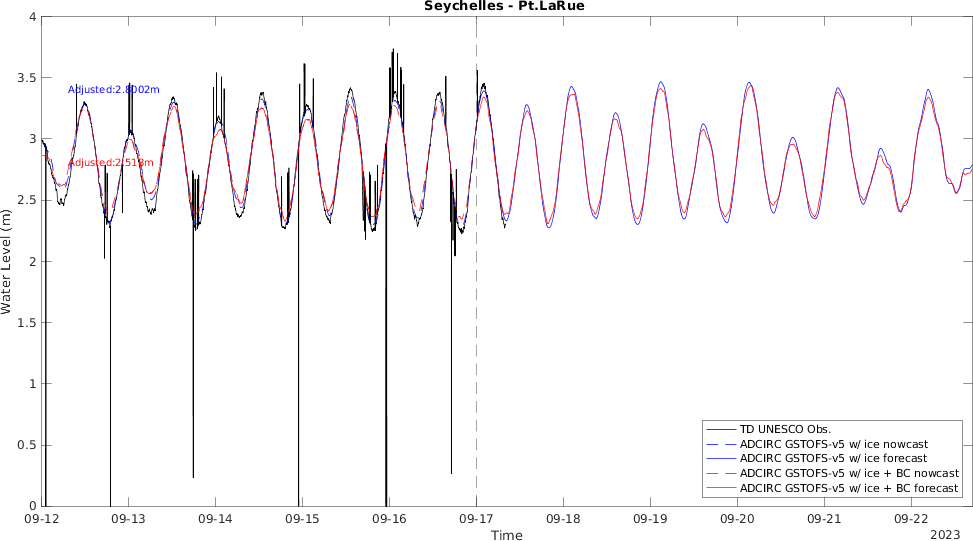 Seychelles - Pt.LaRue
4
3.5
3
2.5
2
1.5
1
0.5
0
Water Level (m)
Adjusted:2.8002m
Adjusted:2.513m
TD UNESCO Obs.
ADCIRC GSTOFS-v5 w/ ice nowcast
ADCIRC GSTOFS-v5 w/ ice forecast
ADCIRC GSTOFS-v5 w/ ice + BC nowcast
ADCIRC GSTOFS-v5 w/ ice + BC forecast
09-12 09-13 09-14 09-15 09-16 09-17 09-18 09-19 09-20 09-21 09-22
Time
2023